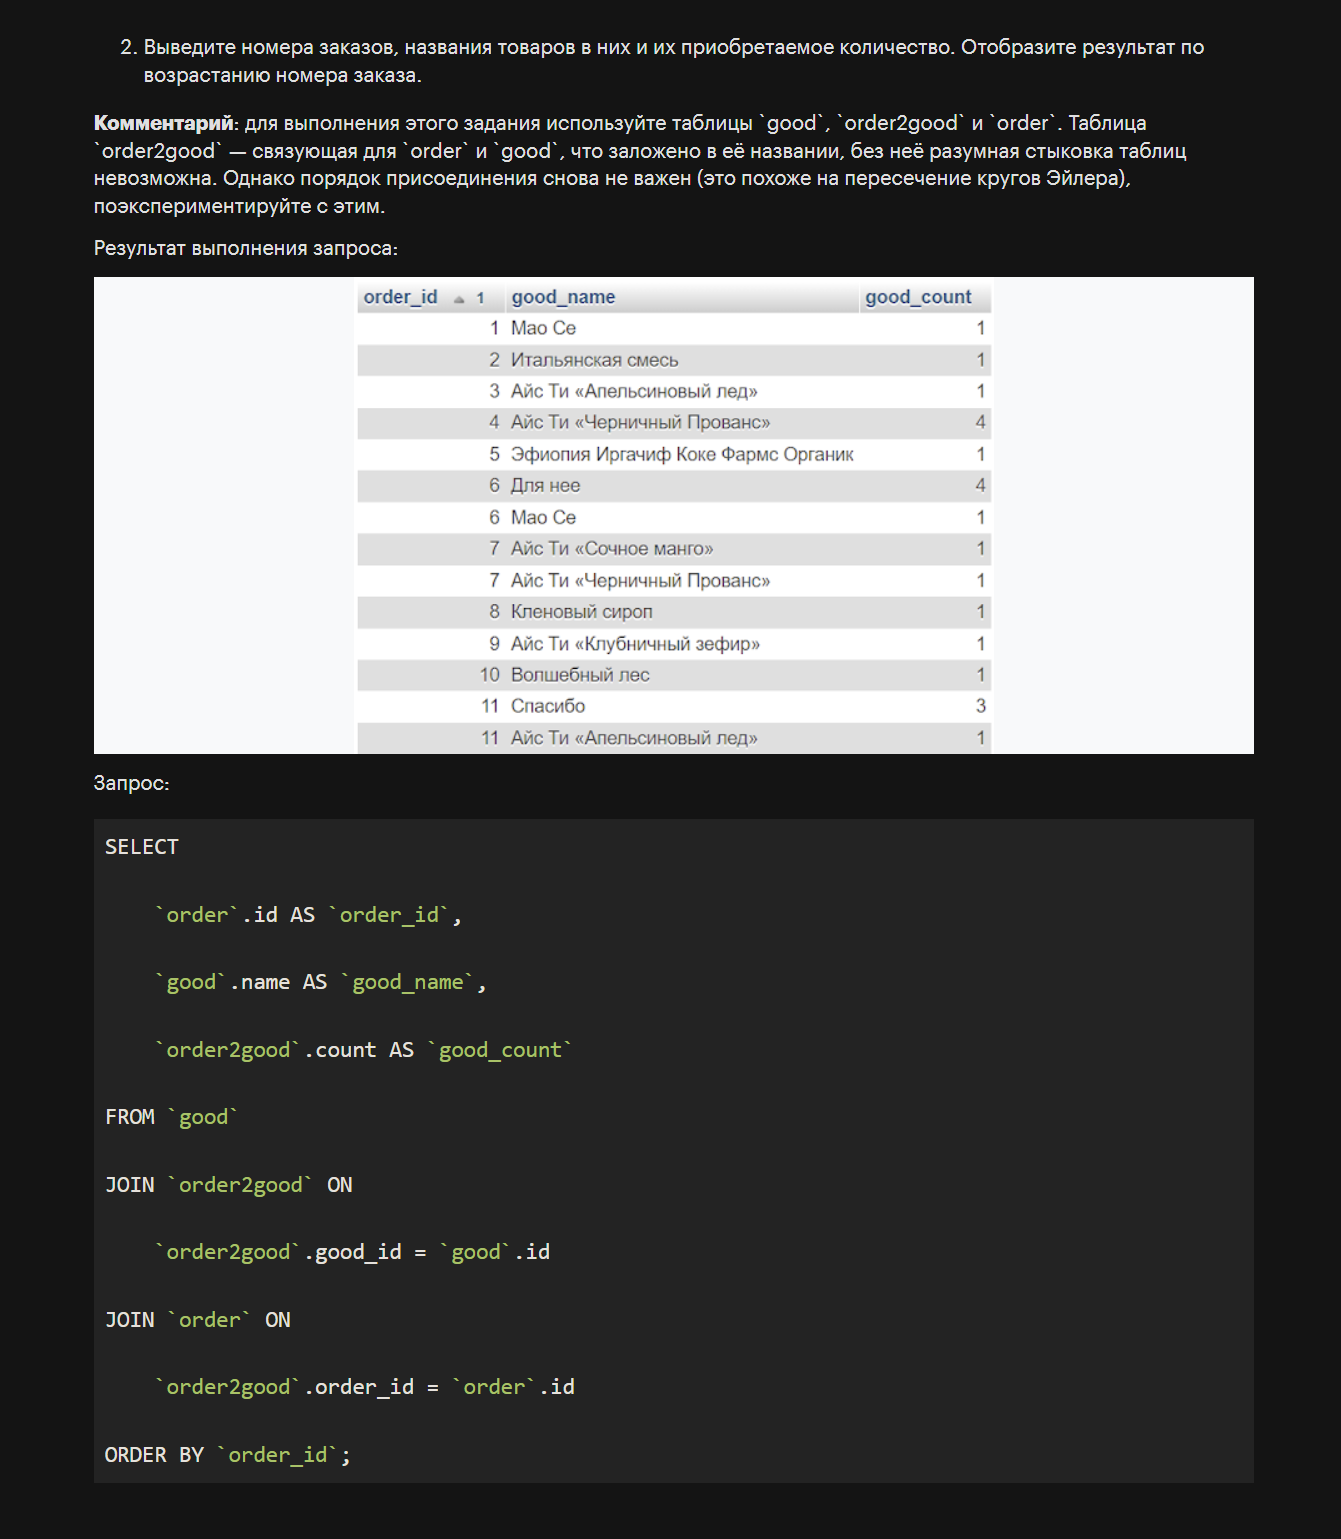 2. Выведите номера заказов, названия товаров в них и их приобретаемое количество. Отобразите результат по
возрастанию номера заказа.
Комментарий: для выполнения этого задания используйте таблицы `good`, `order2good` и `order`. Таблица
`order2good` — связующая для `order` и `good`, что заложено в её названии, без неё разумная стыковка таблиц
невозможна. Однако порядок присоединения снова не важен (это похоже на пересечение кругов Эйлера),
поэкспериментируйте с этим.
Результат выполнения запроса:
order_id 1 good_name good_count
1 Мао Се 1
2 Итальянская смесь 1
3 Айс Ти «Апельсиновый лед» 1
4 Айс Ти «Черничный Прованс» 4
5 Эфиопия Иргачиф Коке Фармс Органик 1
6 Для нее 4
6 Мао Се 1
7 Айс Ти «Сочное манго» 1
7 Айс Ти «Черничный Прованс» 1
8 Кленовый сироп 1
9 Айс Ти «Клубничный зефир» 1
10 Волшебный лес 1
11 Спасибо 3
11 Айс Ти «Апельсиновый лед» 1
Запрос:
SELECT
`order`.id AS `order_id`,
`good`.name AS `good_name`,
`order2good`.count AS `good_count`
FROM `good`
JOIN `order2good` ON
`order2good`.good_id = `good`.id
JOIN `order` ON
`order2good`.order_id = `order`.id
ORDER BY `order_id`;